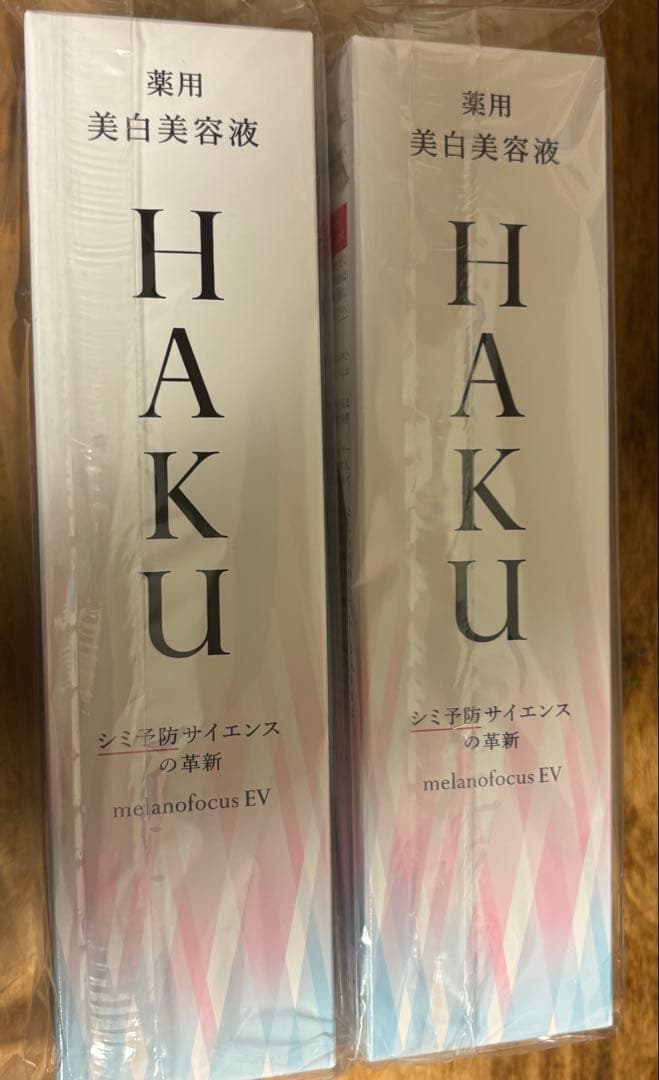 薬用
美白美容液
HAKU
シミ予防サイエンス
の革新
melanofocus EV
薬用
美白美容液
HAKU
シミ予防サイエンス
の革新
melanofocus EV